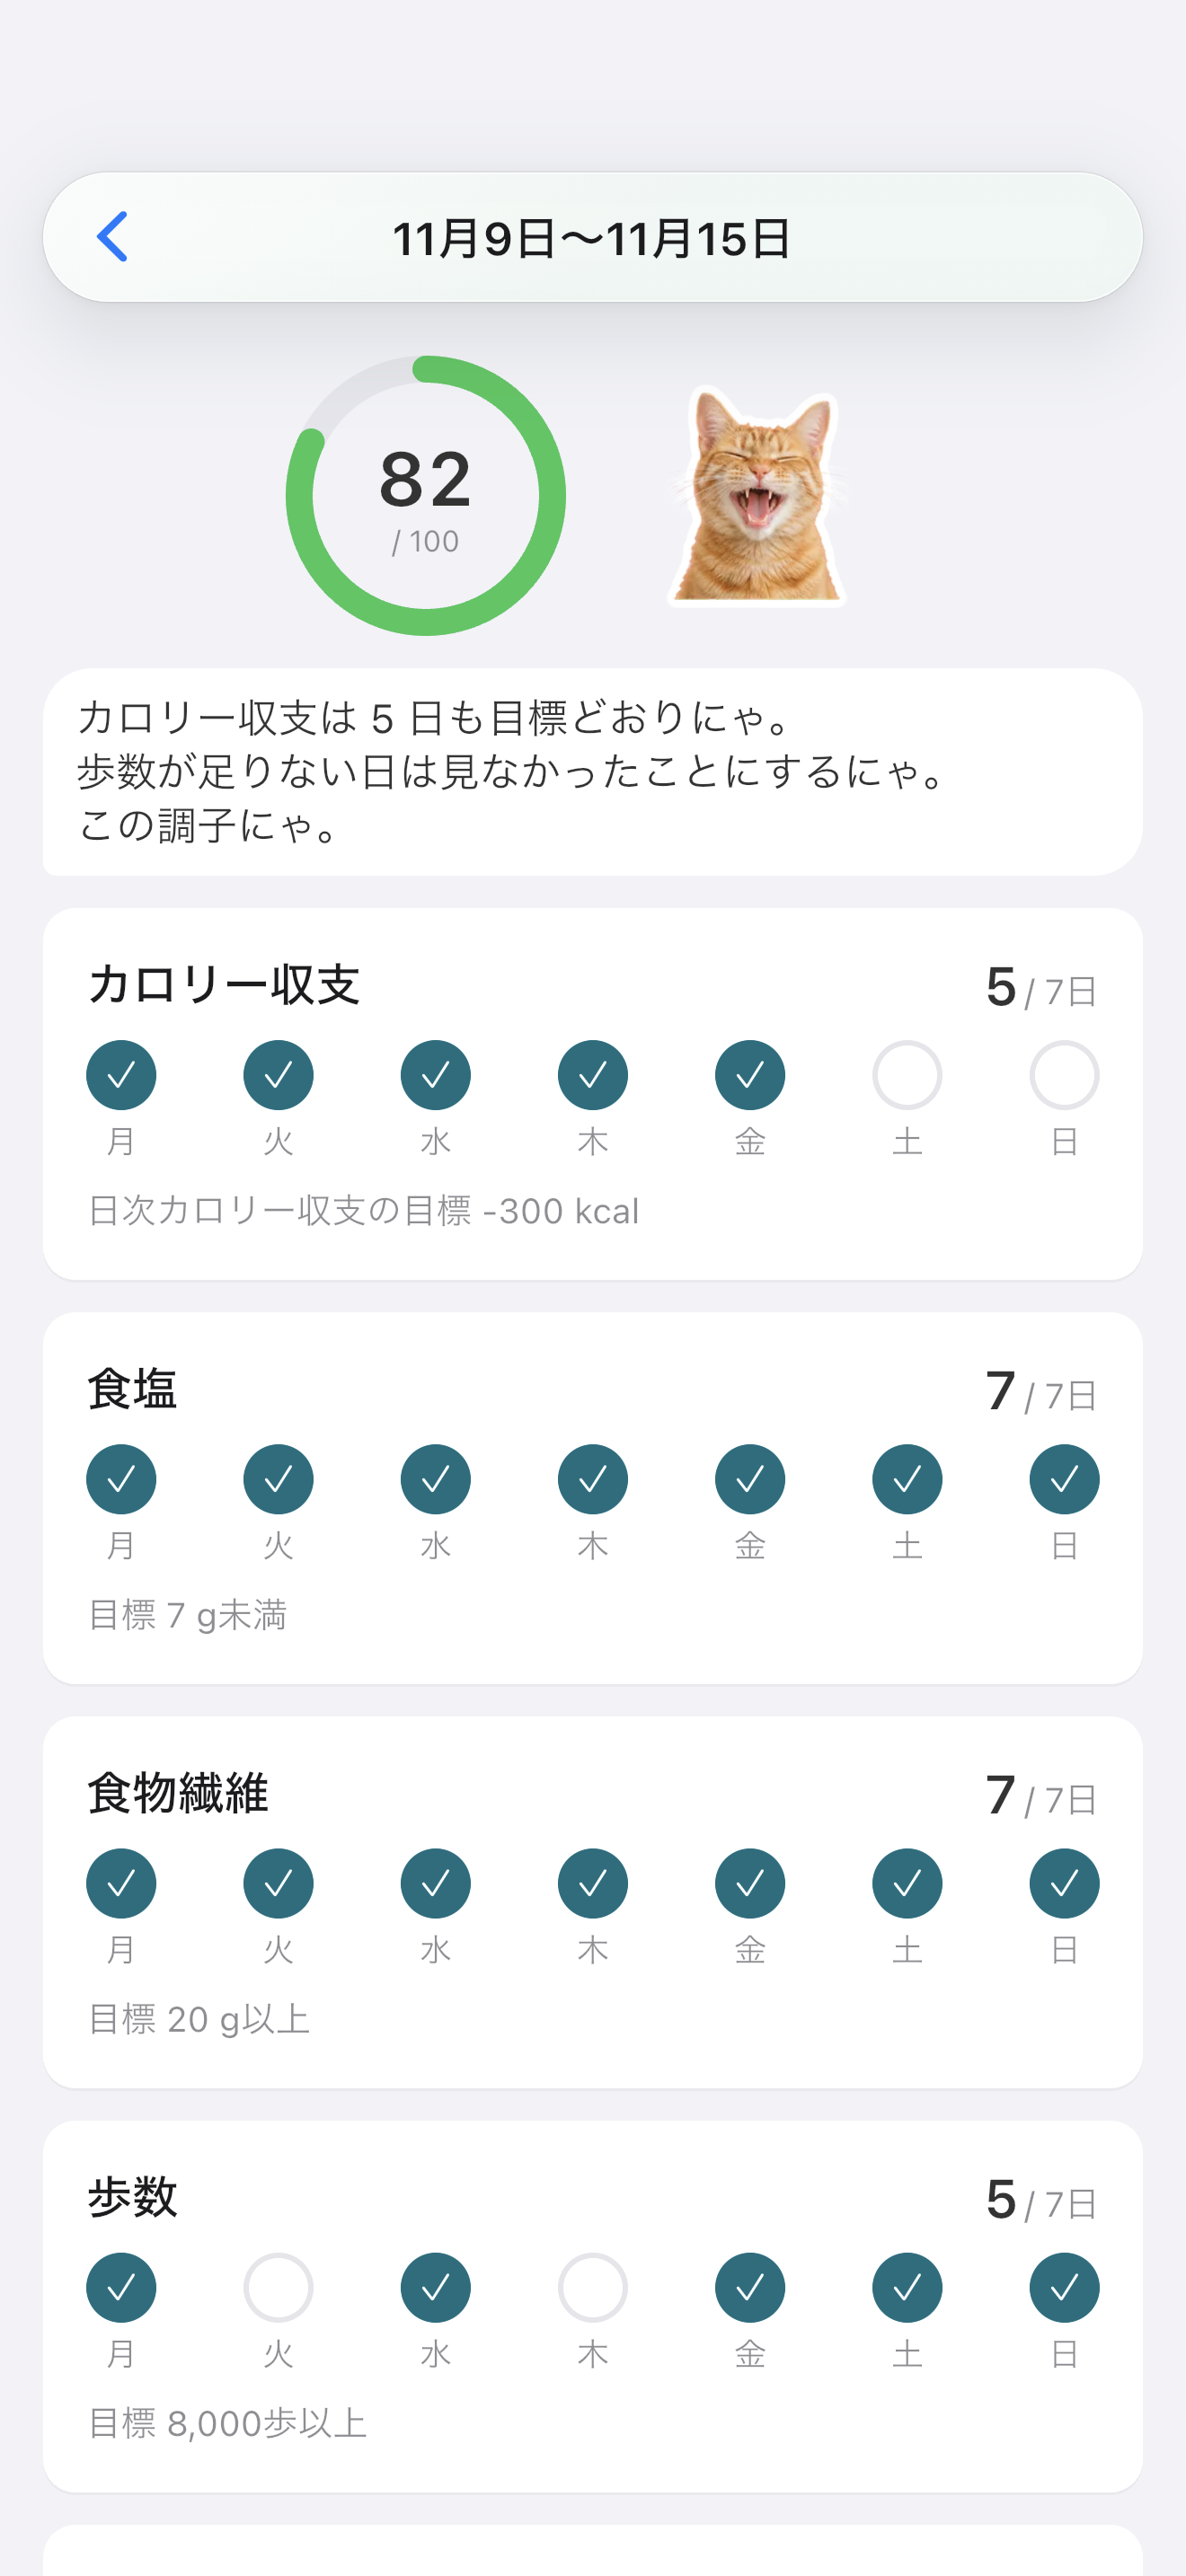 11月9日〜11月15日
82
/ 100
カロリー収支は 5 日も目標どおりにゃ。
歩数が足りない日は見なかったことにするにゃ。
この調子にゃ。
カロリー収支 5 / 7日
月 火 水 木 金 土 日
日次カロリー収支の目標 -300 kcal
食塩 7 / 7日
月 火 水 木 金 土 日
目標 7 g未満
食物繊維 7 / 7日
月 火 水 木 金 土 日
目標 20 g以上
歩数 5 / 7日
月 火 水 木 金 土 日
目標 8,000歩以上